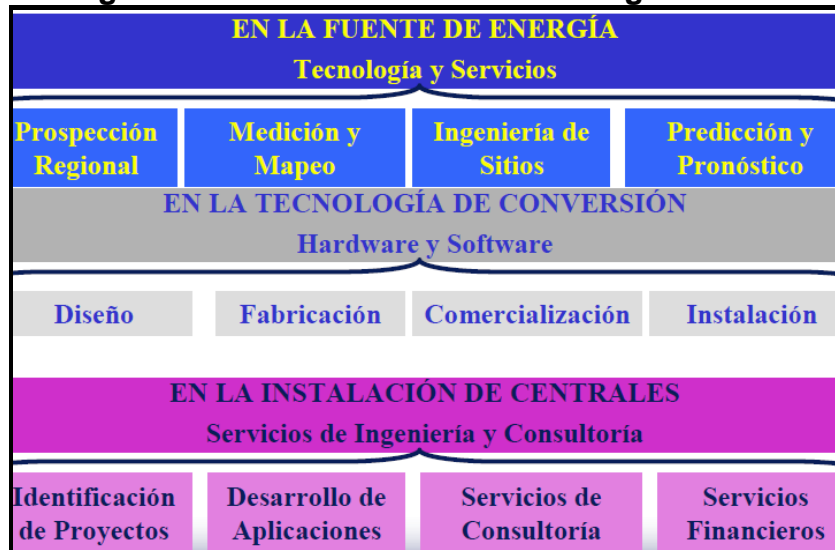 EN LA FUENTE DE ENERGÍA
Tecnología y Servicios
Prospección Regional
Medición y Mapeo
Ingeniería de Sitios
Predicción y Pronóstico
EN LA TECNOLOGÍA DE CONVERSIÓN
Hardware y Software
Diseño
Fabricación
Comercialización
Instalación
EN LA INSTALACIÓN DE CENTRALES
Servicios de Ingeniería y Consultoría
Identificación de Proyectos
Desarrollo de Aplicaciones
Servicios de Consultoría
Servicios Financieros